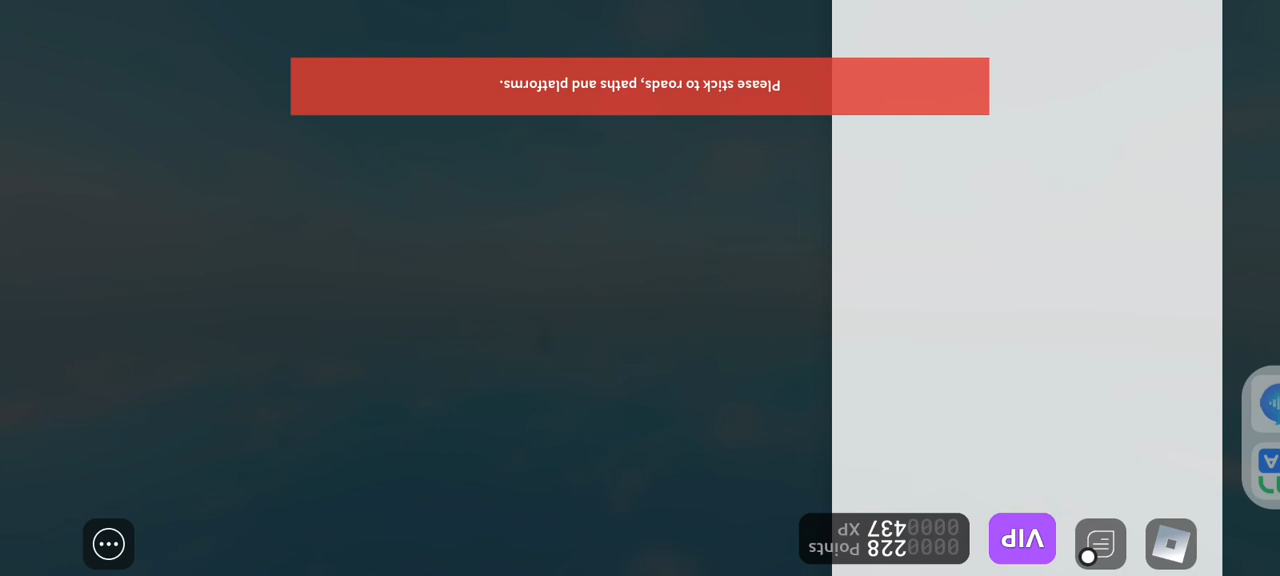 VIP
0000228 Points
0000437 XP
Please stick to roads, paths and platforms.